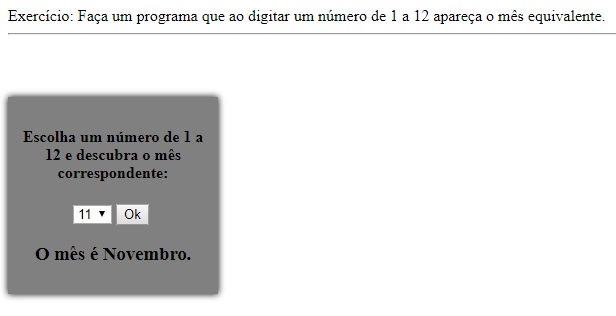 Exercício: Faça um programa que ao digitar um número de 1 a 12 apareça o mês equivalente.
Escolha um número de 1 a
12 e descubra o mês
correspondente:
11 Ok
O mês é Novembro.